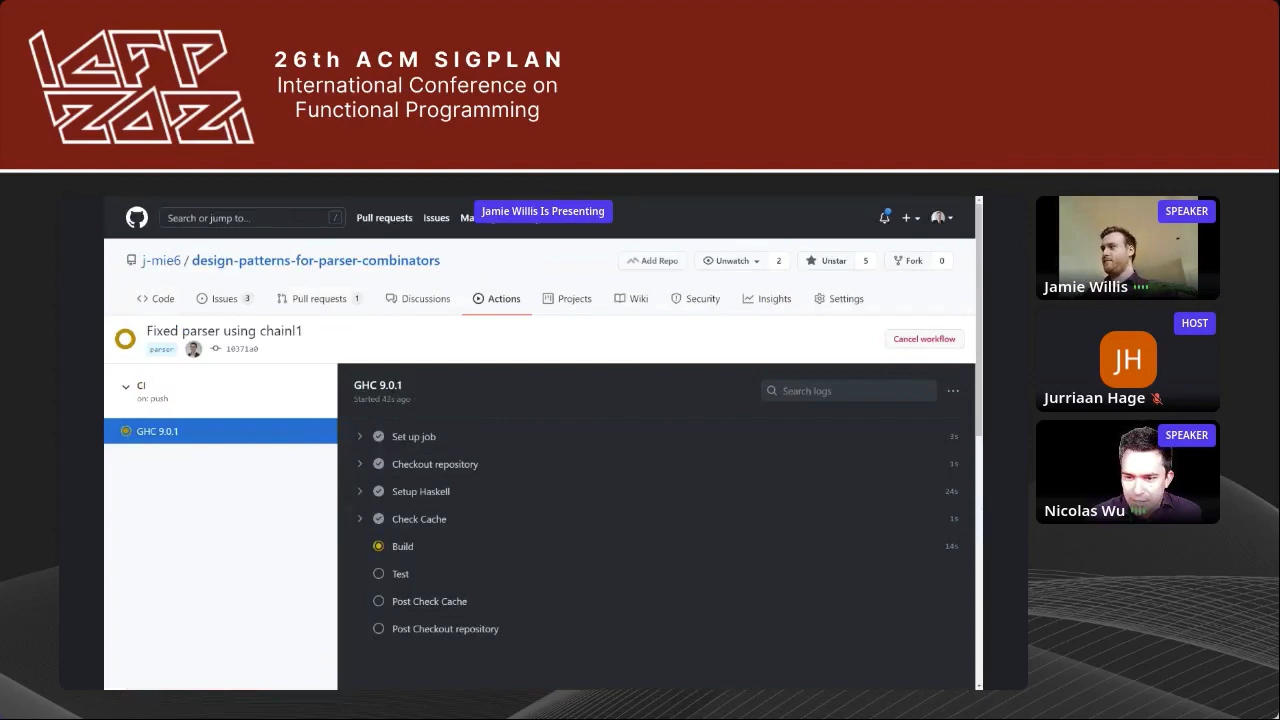 ICFP
2021
26th ACM SIGPLAN
International Conference on
Functional Programming
Search or jump to...
/
Pull requests
Issues
Ma
Jamie Willis Is Presenting
j-mie6 / design-patterns-for-parser-combinators
Add Repo
Unwatch
2
Unstar
5
Fork
0
Code
Issues 3
Pull requests 1
Discussions
Actions
Projects
Wiki
Security
Insights
Settings
Fixed parser using chainl1
parser
10371a0
Cancel workflow
CI
on: push
GHC 9.0.1
GHC 9.0.1
Started 42s ago
Search logs
Set up job 3s
Checkout repository 1s
Setup Haskell 24s
Check Cache 1s
Build 14s
Test
Post Check Cache
Post Checkout repository
SPEAKER
Jamie Willis
HOST
JH
Jurriaan Hage
SPEAKER
Nicolas Wu